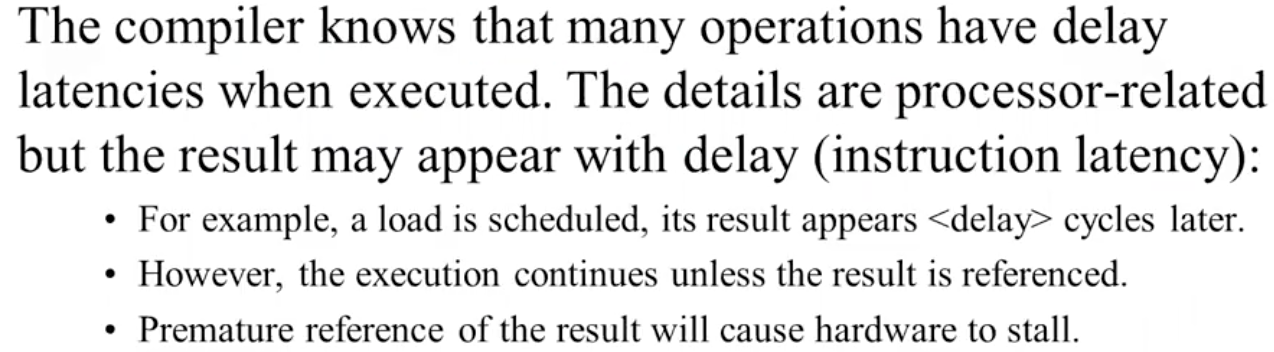 The compiler knows that many operations have delay
latencies when executed. The details are processor-related
but the result may appear with delay (instruction latency):
• For example, a load is scheduled, its result appears <delay> cycles later.
• However, the execution continues unless the result is referenced.
• Premature reference of the result will cause hardware to stall.